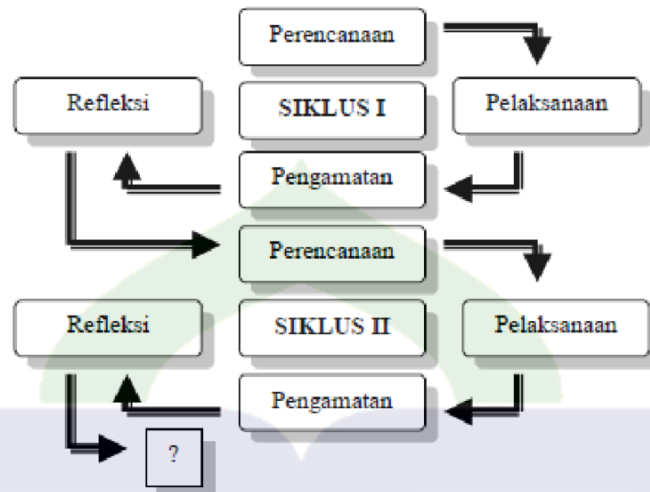 Perencanaan
Refleksi
SIKLUS I
Pelaksanaan
Pengamatan
Perencanaan
Refleksi
SIKLUS II
Pelaksanaan
Pengamatan
?